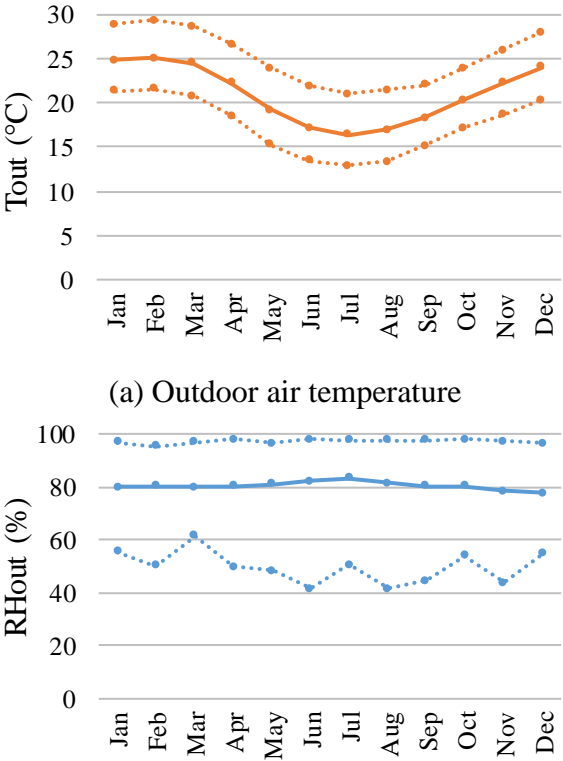 30
25
20
15
10
5
0
Tout (°C)
Jan Feb Mar Apr May Jun Jul Aug Sep Oct Nov Dec
(a) Outdoor air temperature
100
80
60
40
20
0
RHout (%)
Jan Feb Mar Apr May Jun Jul Aug Sep Oct Nov Dec